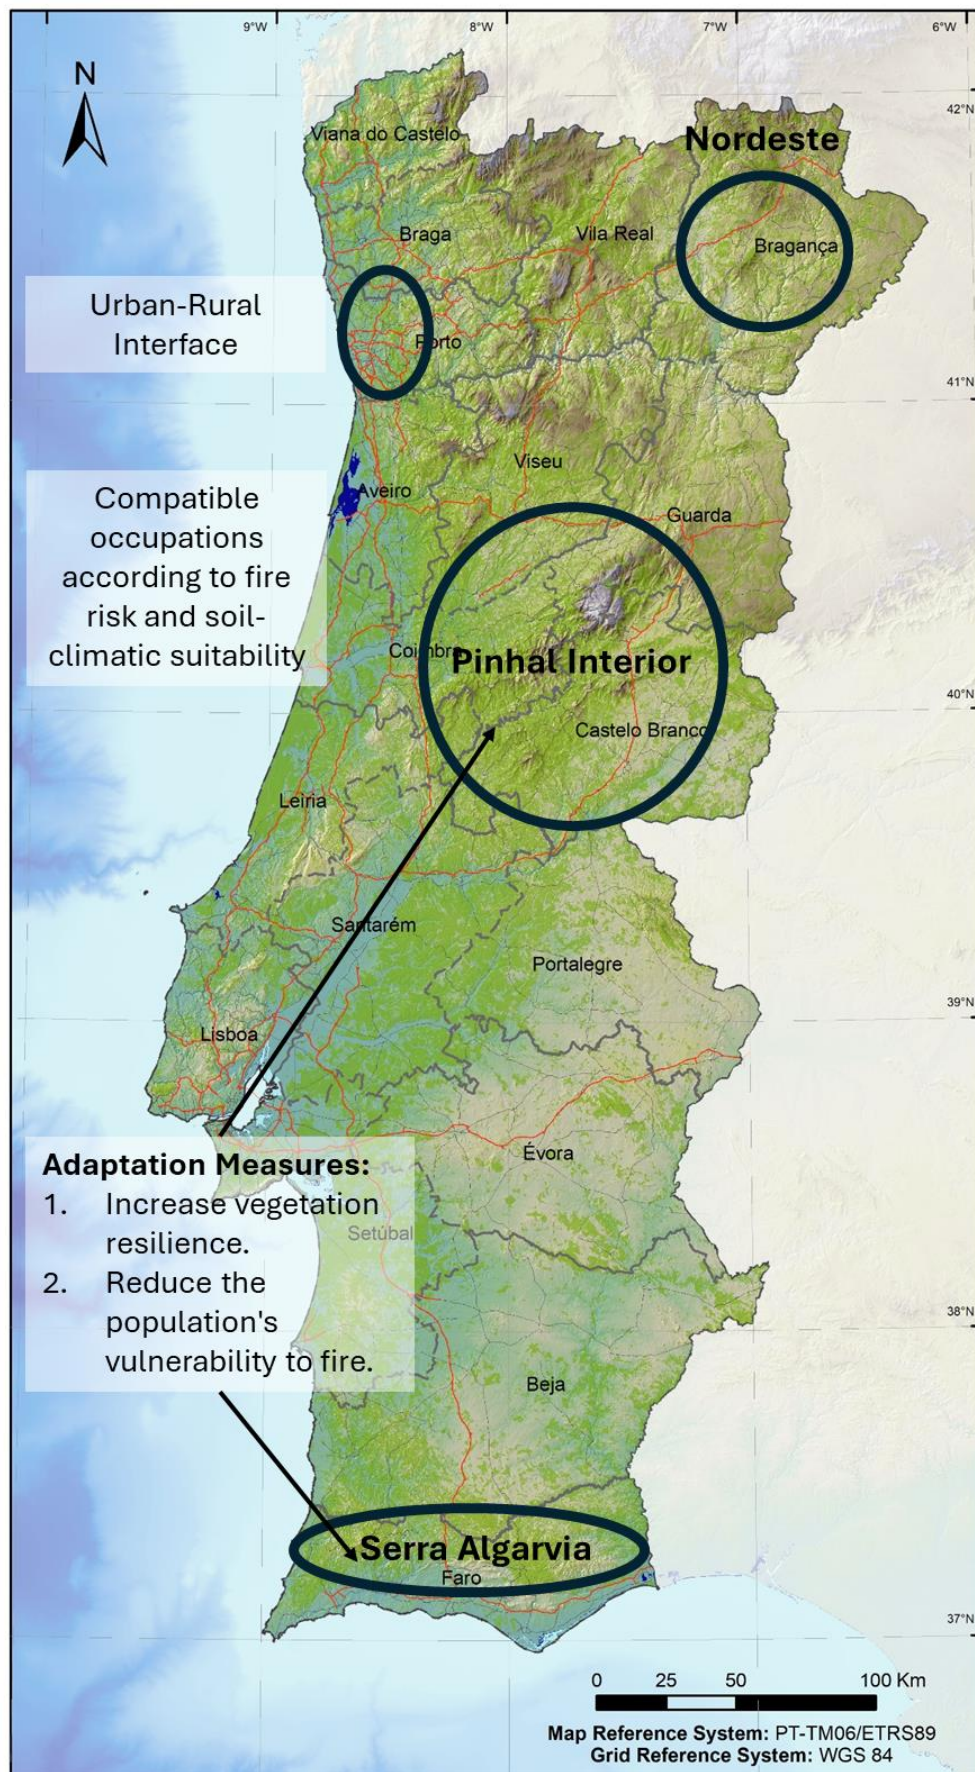 9°W
8°W
7°W
6°W
N
42°N
Viana do Castelo
Nordeste
Braga
Vila Real
Bragança
Urban-Rural
Interface
Porto
41°N
Viseu
Aveiro
Compatible
occupations
according to fire
risk and soil-
climatic suitability
Guarda
Coimbra
Pinhal Interior
40°N
Castelo Branco
Leiria
Santarém
Portalegre
39°N
Lisboa
Évora
Adaptation Measures:
1. Increase vegetation
resilience.
2. Reduce the
population's
vulnerability to fire.
Setúbal
38°N
Beja
Serra Algarvia
Faro
37°N
0 25 50 100 Km
Map Reference System: PT-TM06/ETRS89
Grid Reference System: WGS 84